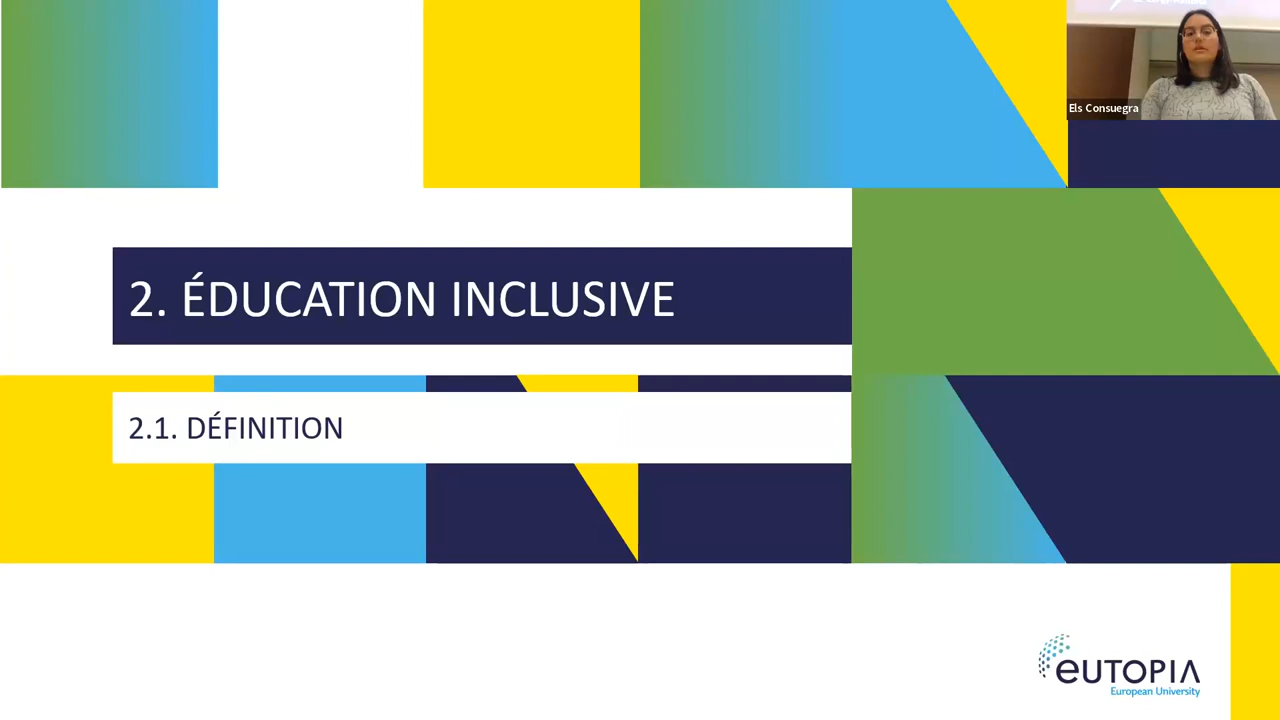 Els Consuegra
2. ÉDUCATION INCLUSIVE
2.1. DÉFINITION
eUTOPIA
European University